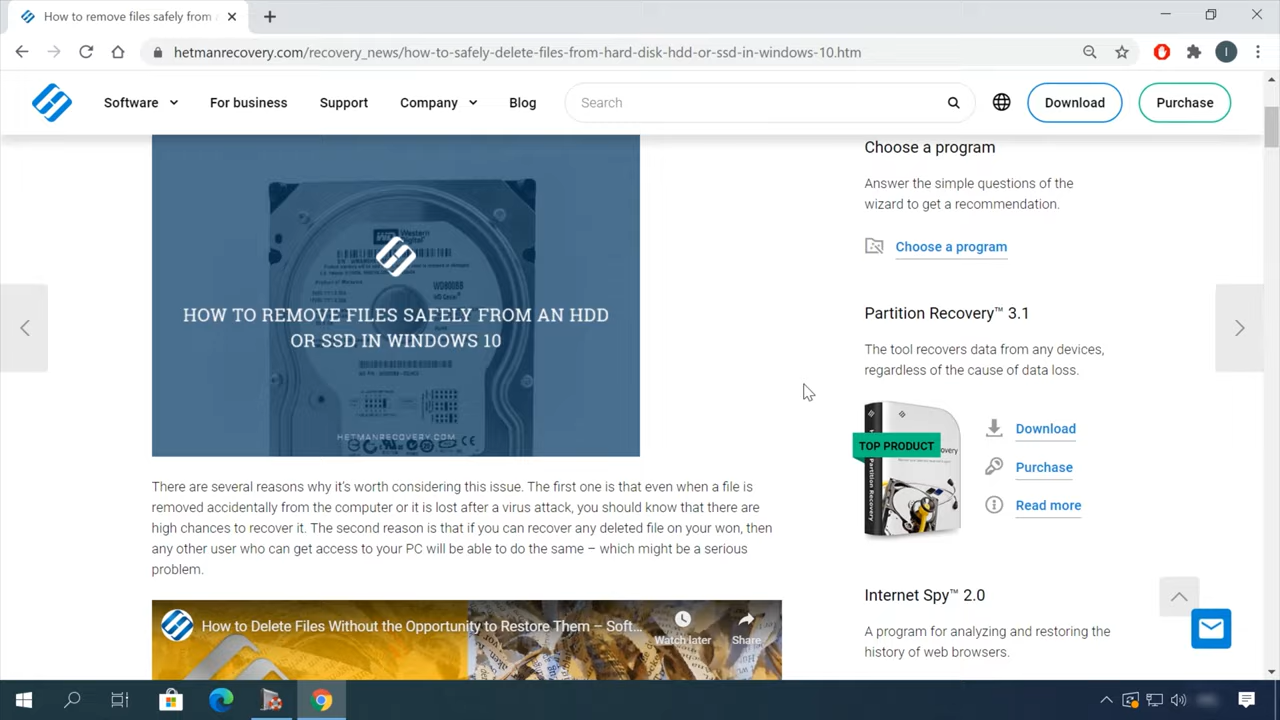 How to remove files safely from
hetmanrecovery.com/recovery_news/how-to-safely-delete-files-from-hard-disk-hdd-or-ssd-in-windows-10.htm
I
Software
For business
Support
Company
Blog
Search
Download
Purchase
Western
Digital
WD800BB
HOW TO REMOVE FILES SAFELY FROM AN HDD
OR SSD IN WINDOWS 10
HETMANRECOVERY.COM
There are several reasons why it's worth considering this issue. The first one is that even when a file is
removed accidentally from the computer or it is lost after a virus attack, you should know that there are
high chances to recover it. The second reason is that if you can recover any deleted file on your won, then
any other user who can get access to your PC will be able to do the same – which might be a serious
problem.
How to Delete Files Without the Opportunity to Restore Them – Soft...
Watch later
Share
Choose a program
Answer the simple questions of the
wizard to get a recommendation.
Choose a program
Partition Recovery™ 3.1
The tool recovers data from any devices,
regardless of the cause of data loss.
TOP PRODUCT
Partition Recovery
Download
Purchase
Read more
Internet Spy™ 2.0
A program for analyzing and restoring the
history of web browsers.